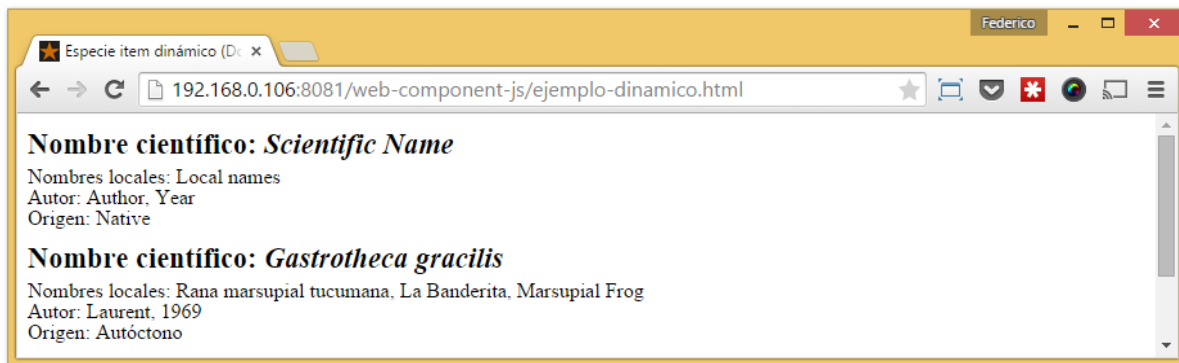 Federico
Especie item dinámico (Dc
192.168.0.106:8081/web-component-js/ejemplo-dinamico.html
Nombre científico: Scientific Name
Nombres locales: Local names
Autor: Author, Year
Origen: Native
Nombre científico: Gastrotheca gracilis
Nombres locales: Rana marsupial tucumana, La Banderita, Marsupial Frog
Autor: Laurent, 1969
Origen: Autóctono